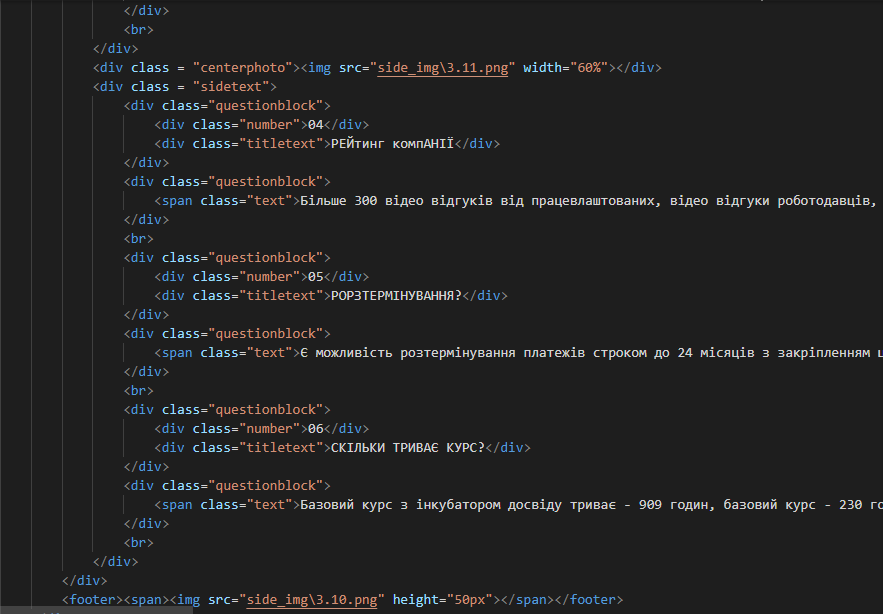 </div>
<br>
</div>
<div class = "centerphoto"><img src="side_img\3.11.png" width="60%"></div>
<div class = "sidetext">
<div class="questionblock">
<div class="number">04</div>
<div class="titletext">РЕЙтинг компАНІЇ</div>
</div>
<div class="questionblock">
<span class="text">Більше 300 відео відгуків від працевлаштованих, відео відгуки роботодавців,
</div>
<br>
<div class="questionblock">
<div class="number">05</div>
<div class="titletext">РОРЗТЕРМІНУВАННЯ?</div>
</div>
<div class="questionblock">
<span class="text">Є можливість розтермінування платежів строком до 24 місяців з закріпленням
</div>
<br>
<div class="questionblock">
<div class="number">06</div>
<div class="titletext">СКІЛЬКИ ТРИВАЄ КУРС?</div>
</div>
<div class="questionblock">
<span class="text">Базовий курс з інкубатором досвіду триває - 909 годин, базовий курс - 230 го
</div>
<br>
</div>
</div>
<footer><span><img src="side_img\3.10.png" height="50px"></span></footer>